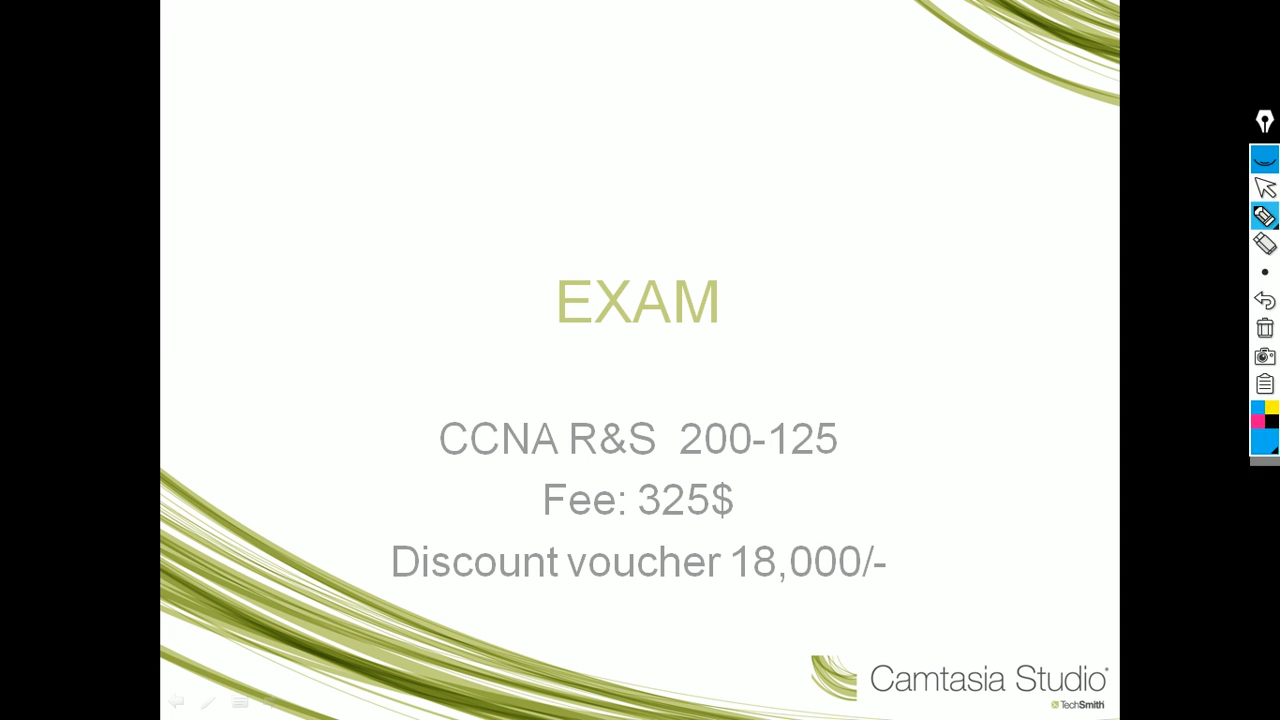 EXAM
CCNA R&S 200-125
Fee: 325$
Discount voucher 18,000/-
Camtasia Studio
TechSmith